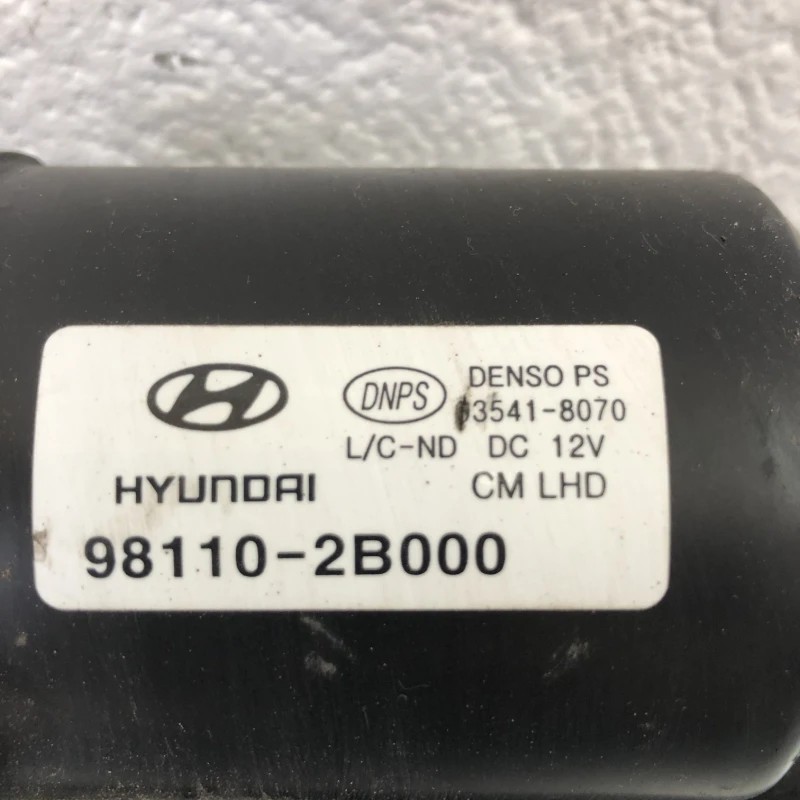 DNPS
DENSO PS
3541-8070
L/C-ND DC 12V
HYUNDAI
CM LHD
98110-2B000